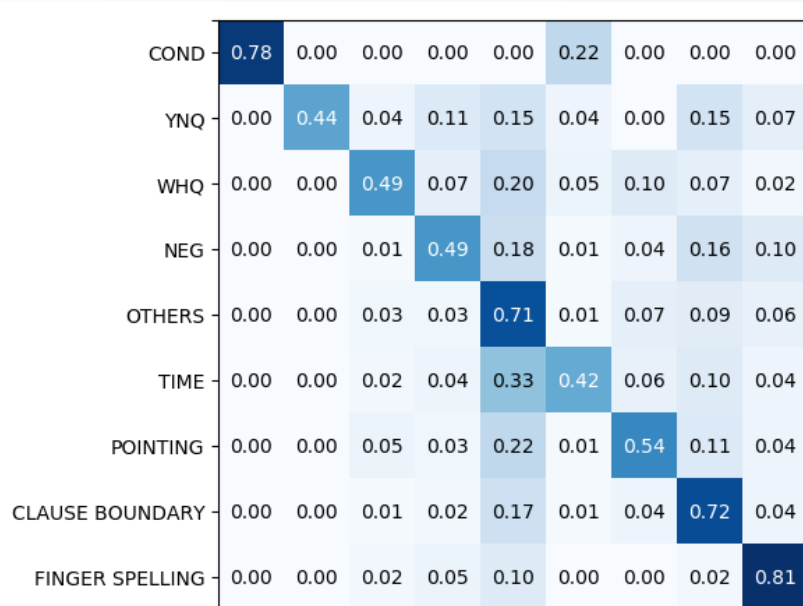 COND 0.78 0.00 0.00 0.00 0.00 0.22 0.00 0.00 0.00
YNQ 0.00 0.44 0.04 0.11 0.15 0.04 0.00 0.15 0.07
WHQ 0.00 0.00 0.49 0.07 0.20 0.05 0.10 0.07 0.02
NEG 0.00 0.00 0.01 0.49 0.18 0.01 0.04 0.16 0.10
OTHERS 0.00 0.00 0.03 0.03 0.71 0.01 0.07 0.09 0.06
TIME 0.00 0.00 0.02 0.04 0.33 0.42 0.06 0.10 0.04
POINTING 0.00 0.00 0.05 0.03 0.22 0.01 0.54 0.11 0.04
CLAUSE BOUNDARY 0.00 0.00 0.01 0.02 0.17 0.01 0.04 0.72 0.04
FINGER SPELLING 0.00 0.00 0.02 0.05 0.10 0.00 0.00 0.02 0.81